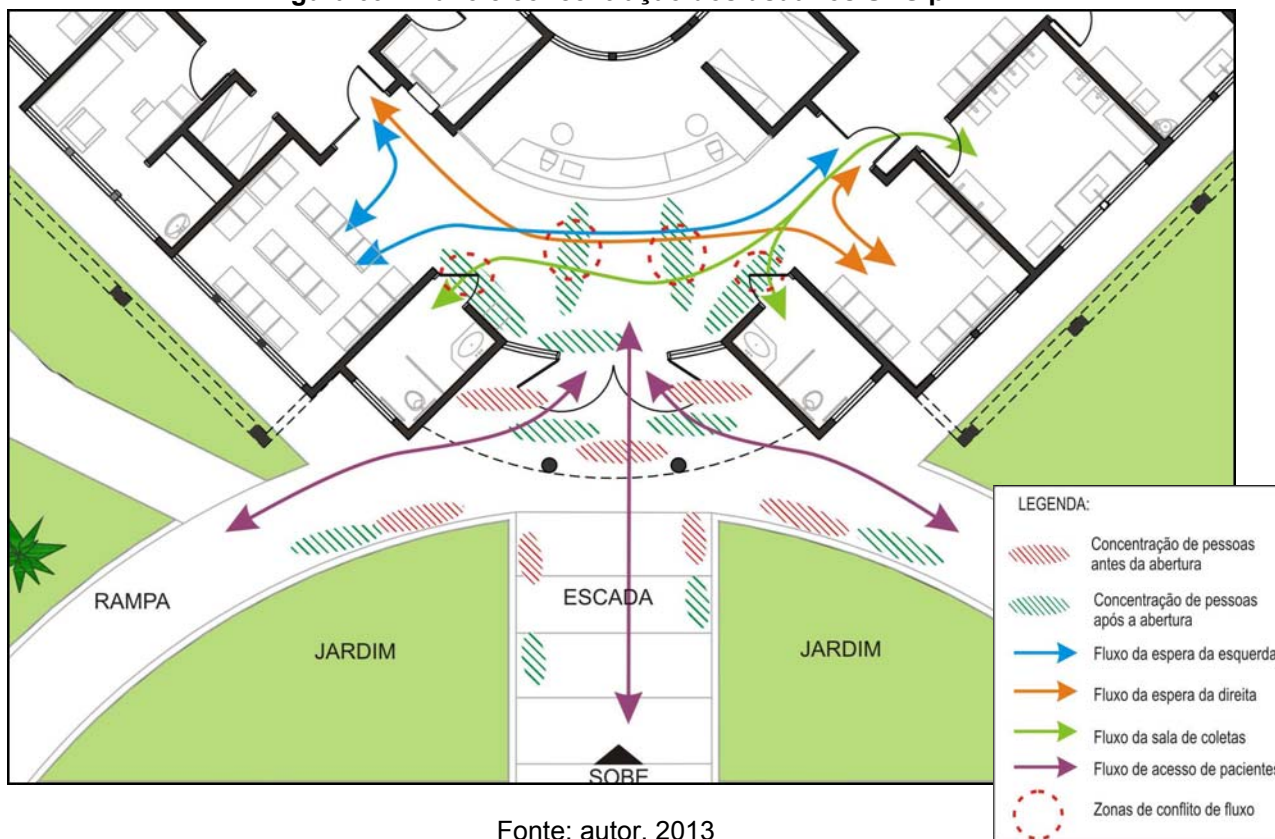 RAMPA
ESCADA
JARDIM
JARDIM
SOBE
LEGENDA:
Concentração de pessoas
antes da abertura
Concentração de pessoas
após a abertura
Fluxo da espera da esquerda
Fluxo da espera da direita
Fluxo da sala de coletas
Fluxo de acesso de pacientes
Zonas de conflito de fluxo
Fonte: autor, 2013